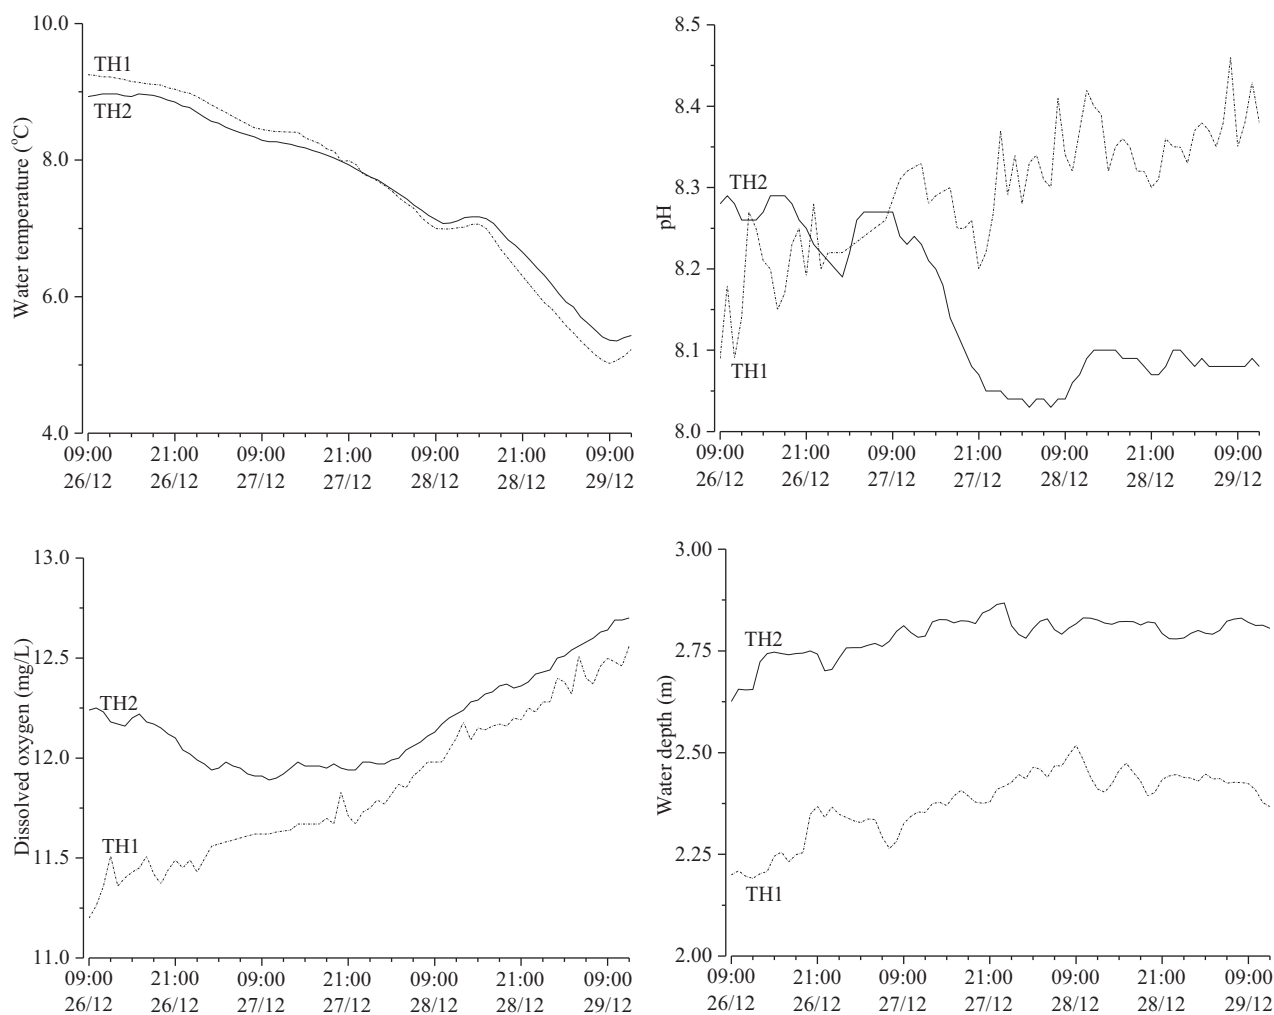 10.0
8.0
6.0
4.0
Water temperature (°C)
TH1
TH2
09:00 21:00 09:00 21:00 09:00 21:00 09:00
26/12 26/12 27/12 27/12 28/12 28/12 29/12
8.5
8.4
8.3
8.2
8.1
8.0
pH
TH2
TH1
09:00 21:00 09:00 21:00 09:00 21:00 09:00
26/12 26/12 27/12 27/12 28/12 28/12 29/12
13.0
12.5
12.0
11.5
11.0
Dissolved oxygen (mg/L)
TH2
TH1
09:00 21:00 09:00 21:00 09:00 21:00 09:00
26/12 26/12 27/12 27/12 28/12 28/12 29/12
3.00
2.75
2.50
2.25
2.00
Water depth (m)
TH2
TH1
09:00 21:00 09:00 21:00 09:00 21:00 09:00
26/12 26/12 27/12 27/12 28/12 28/12 29/12